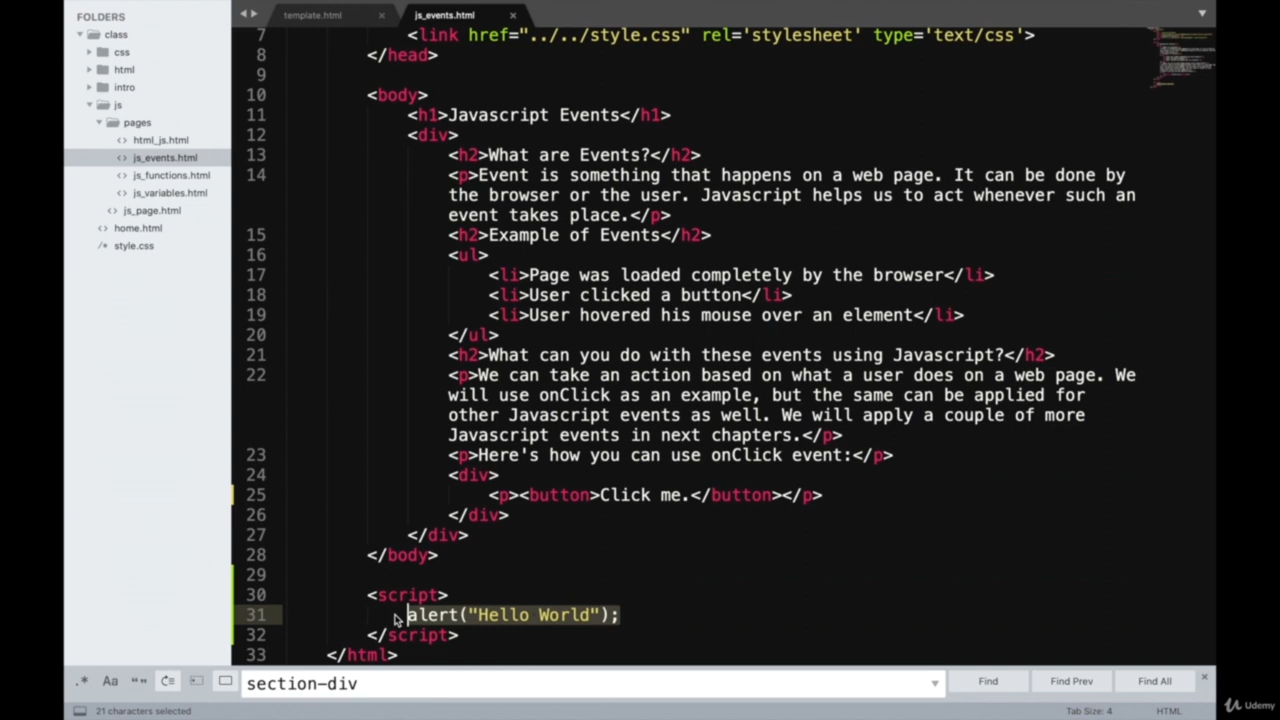 FOLDERS
class
css
html
intro
js
pages
html_js.html
js_events.html
js_functions.html
js_variables.html
js_page.html
home.html
style.css
template.html
js_events.html
7 <link href="../../style.css" rel='stylesheet' type='text/css'>
8 </head>
9
10 <body>
11 <h1>Javascript Events</h1>
12 <div>
13 <h2>What are Events?</h2>
14 <p>Event is something that happens on a web page. It can be done by
the browser or the user. Javascript helps us to act whenever such an
event takes place.</p>
15 <h2>Example of Events</h2>
16 <ul>
17 <li>Page was loaded completely by the browser</li>
18 <li>User clicked a button</li>
19 <li>User hovered his mouse over an element</li>
20 </ul>
21 <h2>What can you do with these events using Javascript?</h2>
22 <p>We can take an action based on what a user does on a web page. We
will use onClick as an example, but the same can be applied for
other Javascript events as well. We will apply a couple of more
Javascript events in next chapters.</p>
23 <p>Here's how you can use onClick event:</p>
24 <div>
25 <p><button>Click me.</button></p>
26 </div>
27 </div>
28 </body>
29
30 <script>
31 alert("Hello World");
32 </script>
33 </html>
.* Aa “”
section-div
Find
Find Prev
Find All
21 characters selected
Tab Size: 4
HTML
Udemy